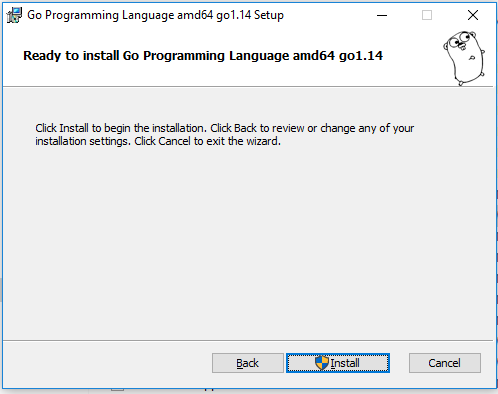 Go Programming Language amd64 go1.14 Setup
Ready to install Go Programming Language amd64 go1.14
Click Install to begin the installation. Click Back to review or change any of your
installation settings. Click Cancel to exit the wizard.
Back
Install
Cancel